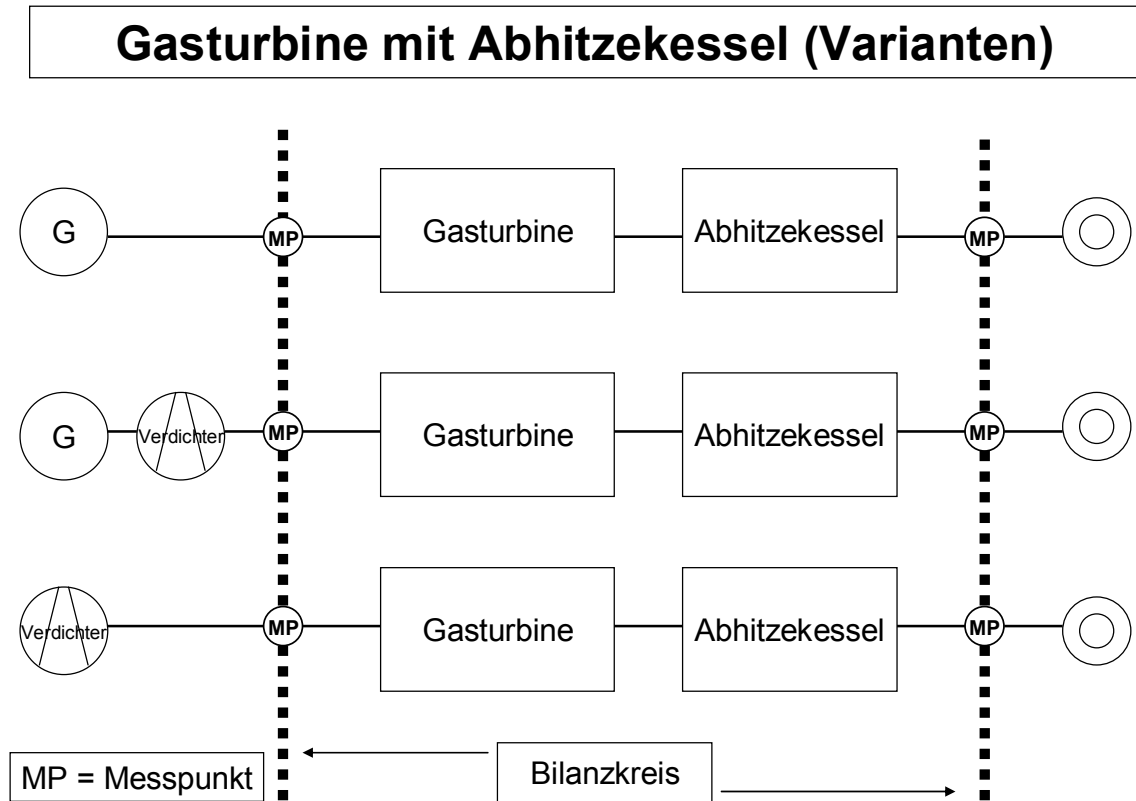 Gasturbine mit Abhitzekessel (Varianten)
G MP Gasturbine Abhitzekessel MP
G Verdichter MP Gasturbine Abhitzekessel MP
Verdichter MP Gasturbine Abhitzekessel MP
MP = Messpunkt
Bilanzkreis